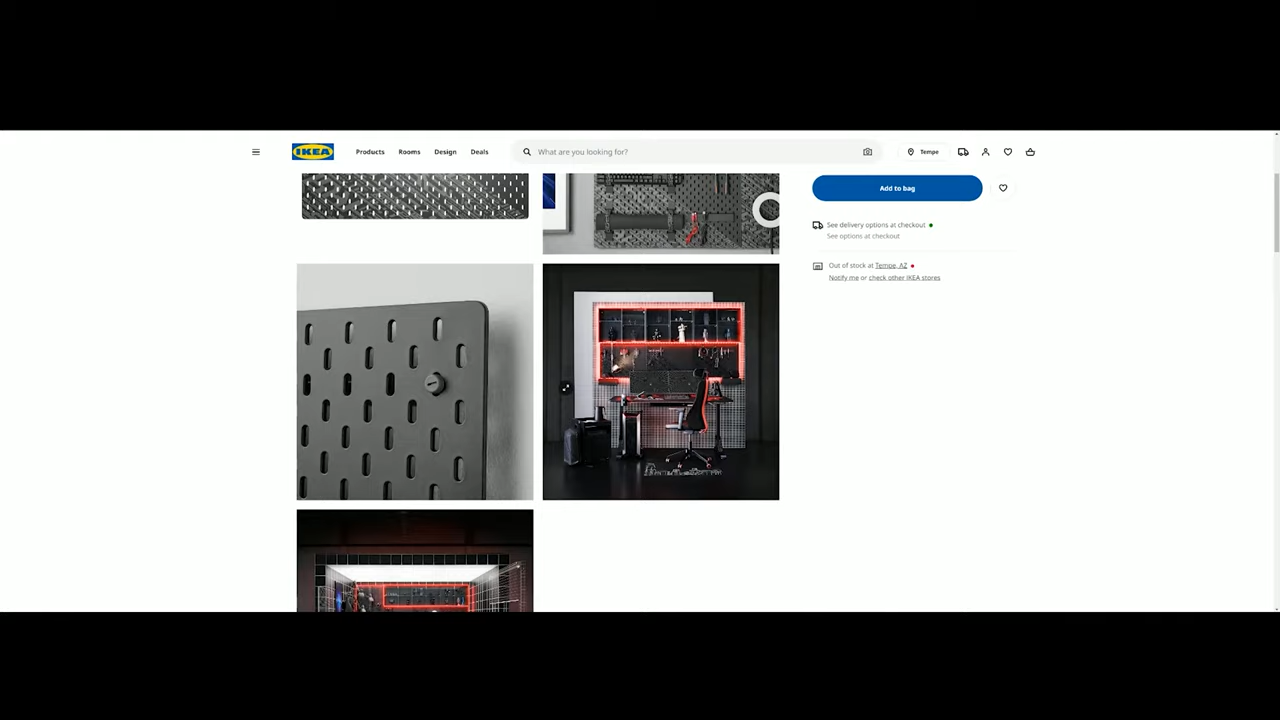 IKEA Products Rooms Design Deals What are you looking for? Tempe
Add to bag
See delivery options at checkout
See options at checkout
Out of stock at Tempe, AZ
Notify me or check other IKEA stores